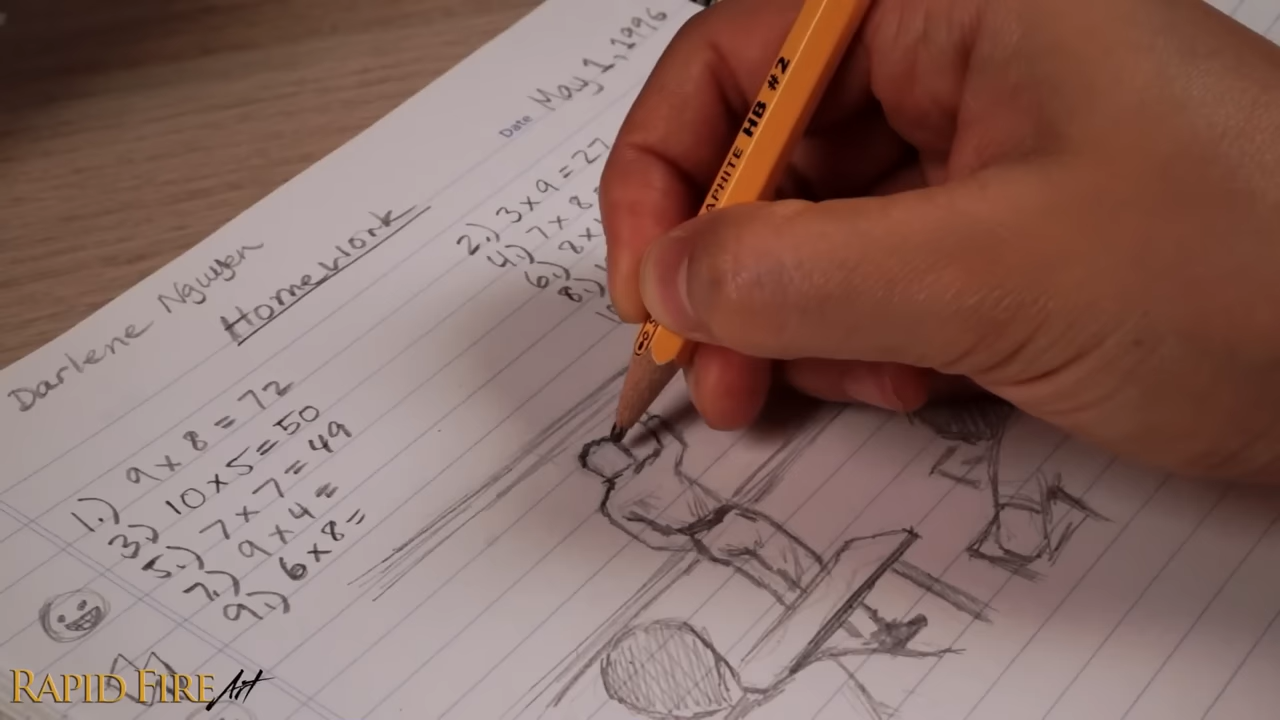 Date May 1, 1996
Darlene Nguyen
Homework
1.) 9 x 8 = 72
2.) 3 x 9 = 27
3.) 10 x 5 = 50
4.) 7 x 8 =
5.) 7 x 7 = 49
6.) 8 x
7.) 9 x 4 =
8.)
9.) 6 x 8 =
GRAPHITE HB #2
RAPID FIRE Art